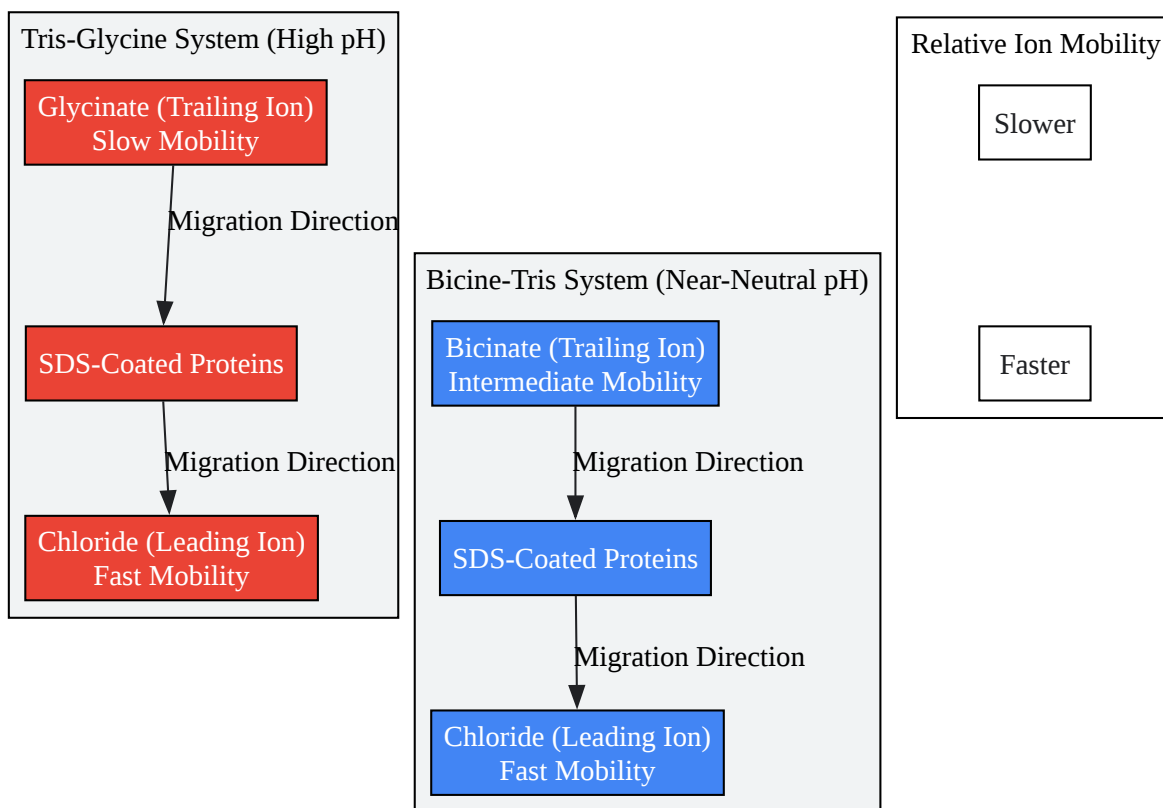 Tris-Glycine System (High pH)
Glycinate (Trailing Ion)
Slow Mobility
Migration Direction
SDS-Coated Proteins
Migration Direction
Chloride (Leading Ion)
Fast Mobility
Bicine-Tris System (Near-Neutral pH)
Bicinate (Trailing Ion)
Intermediate Mobility
Migration Direction
SDS-Coated Proteins
Migration Direction
Chloride (Leading Ion)
Fast Mobility
Relative Ion Mobility
Slower
Faster